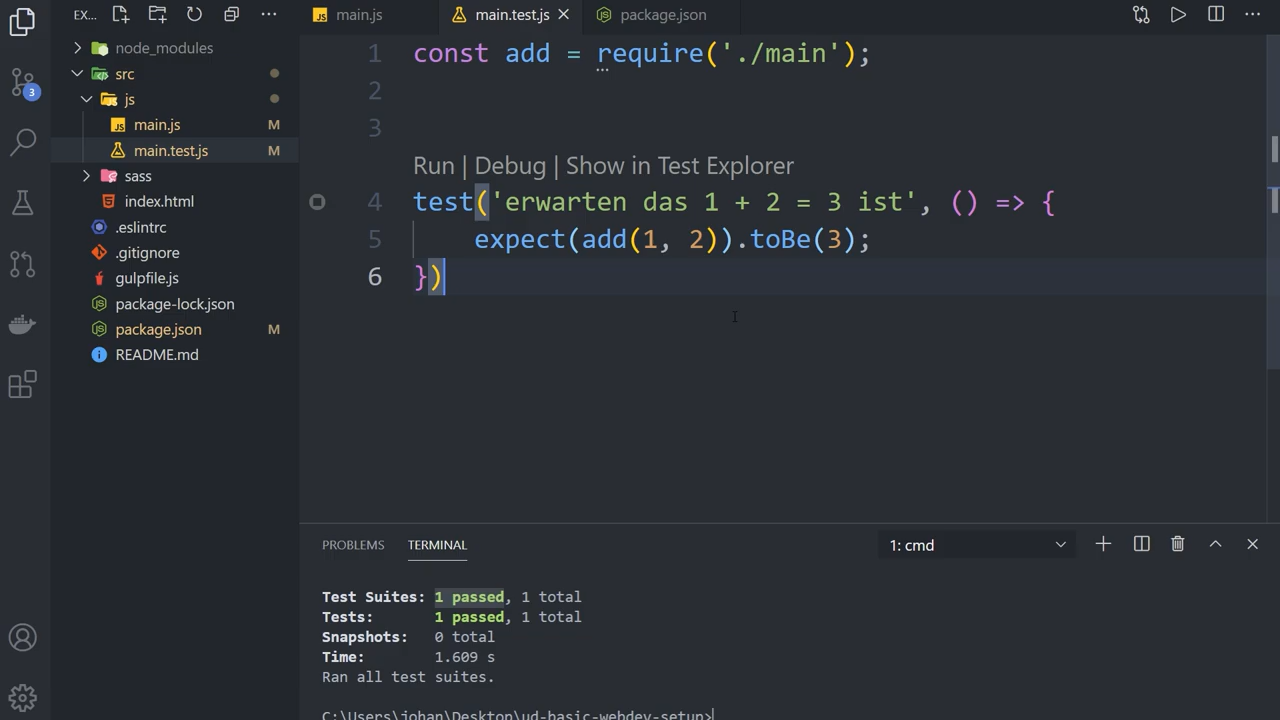 EX...
main.js
main.test.js
package.json
node_modules
src
js
main.js M
main.test.js M
sass
index.html
.eslintrc
.gitignore
gulpfile.js
package-lock.json
package.json M
README.md
3
1 const add = require('./main');
2
3
Run | Debug | Show in Test Explorer
4 test('erwarten das 1 + 2 = 3 ist', () => {
5 expect(add(1, 2)).toBe(3);
6 })
PROBLEMS TERMINAL 1: cmd
Test Suites: 1 passed, 1 total
Tests: 1 passed, 1 total
Snapshots: 0 total
Time: 1.609 s
Ran all test suites.
C:\Users\johan\Desktop\ud-basic-webdev-setup>